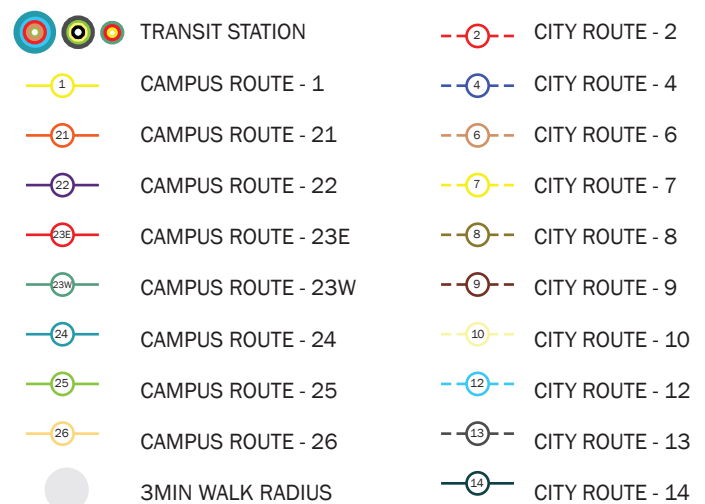 TRANSIT STATION
1 CAMPUS ROUTE - 1
21 CAMPUS ROUTE - 21
22 CAMPUS ROUTE - 22
23E CAMPUS ROUTE - 23E
23W CAMPUS ROUTE - 23W
24 CAMPUS ROUTE - 24
25 CAMPUS ROUTE - 25
26 CAMPUS ROUTE - 26
3MIN WALK RADIUS
2 CITY ROUTE - 2
4 CITY ROUTE - 4
6 CITY ROUTE - 6
7 CITY ROUTE - 7
8 CITY ROUTE - 8
9 CITY ROUTE - 9
10 CITY ROUTE - 10
12 CITY ROUTE - 12
13 CITY ROUTE - 13
14 CITY ROUTE - 14